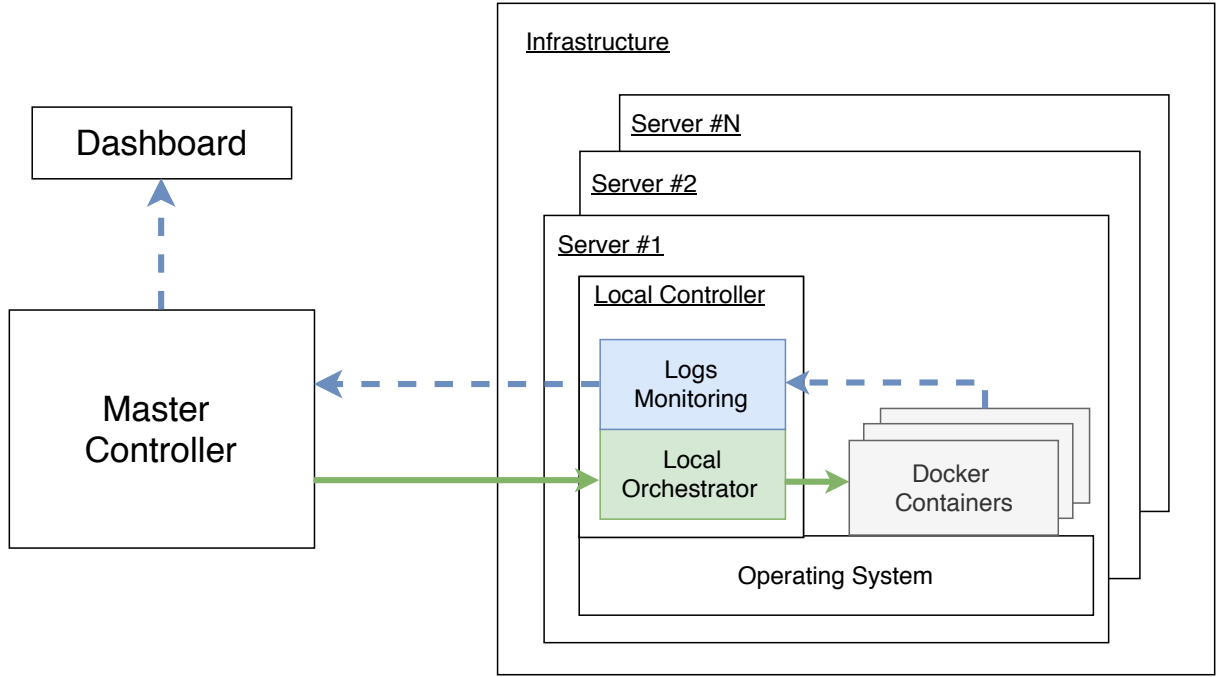 Infrastructure
Server #N
Dashboard
Server #2
Server #1
Local Controller
Logs
Monitoring
Master
Controller
Local
Orchestrator
Docker
Containers
Operating System